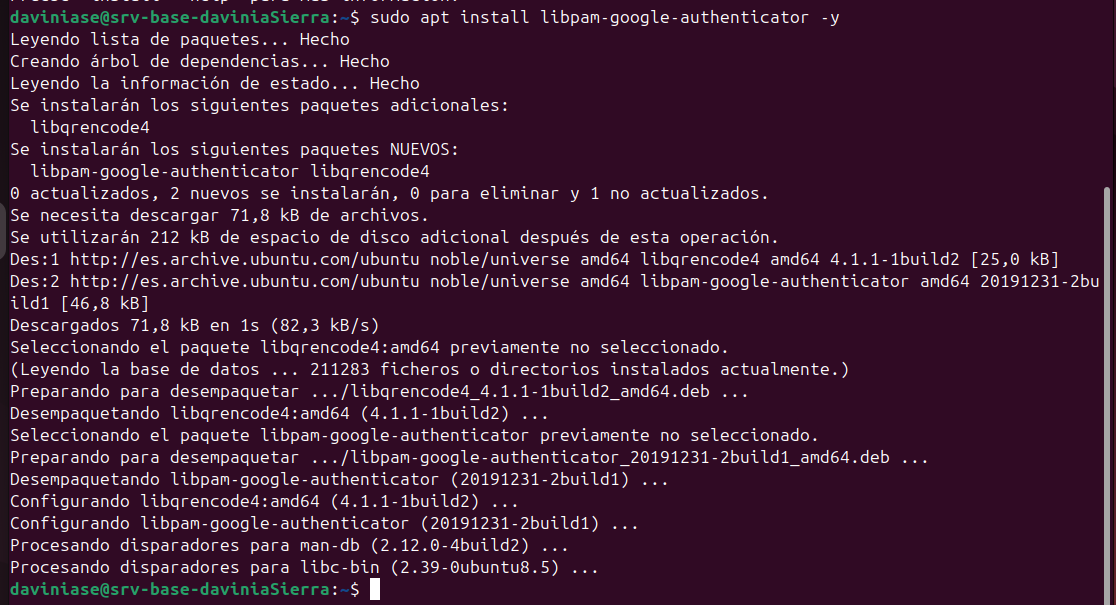 daviniase@srv-base-daviniaSierra:~$ sudo apt install libpam-google-authenticator -y
Leyendo lista de paquetes... Hecho
Creando árbol de dependencias... Hecho
Leyendo la información de estado... Hecho
Se instalarán los siguientes paquetes adicionales:
  libqrencode4
Se instalarán los siguientes paquetes NUEVOS:
  libpam-google-authenticator libqrencode4
0 actualizados, 2 nuevos se instalarán, 0 para eliminar y 1 no actualizados.
Se necesita descargar 71,8 kB de archivos.
Se utilizarán 212 kB de espacio de disco adicional después de esta operación.
Des:1 http://es.archive.ubuntu.com/ubuntu noble/universe amd64 libqrencode4 amd64 4.1.1-1build2 [25,0 kB]
Des:2 http://es.archive.ubuntu.com/ubuntu noble/universe amd64 libpam-google-authenticator amd64 20191231-2bu
ild1 [46,8 kB]
Descargados 71,8 kB en 1s (82,3 kB/s)
Seleccionando el paquete libqrencode4:amd64 previamente no seleccionado.
(Leyendo la base de datos ... 211283 ficheros o directorios instalados actualmente.)
Preparando para desempaquetar .../libqrencode4_4.1.1-1build2_amd64.deb ...
Desempaquetando libqrencode4:amd64 (4.1.1-1build2) ...
Seleccionando el paquete libpam-google-authenticator previamente no seleccionado.
Preparando para desempaquetar .../libpam-google-authenticator_20191231-2build1_amd64.deb ...
Desempaquetando libpam-google-authenticator (20191231-2build1) ...
Configurando libqrencode4:amd64 (4.1.1-1build2) ...
Configurando libpam-google-authenticator (20191231-2build1) ...
Procesando disparadores para man-db (2.12.0-4build2) ...
Procesando disparadores para libc-bin (2.39-0ubuntu8.5) ...
daviniase@srv-base-daviniaSierra:~$